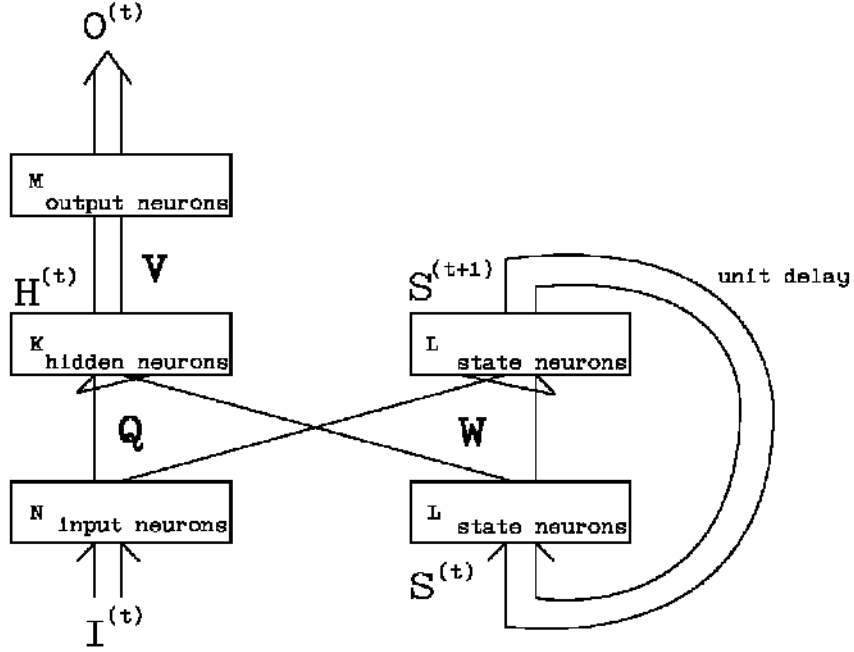 O(t)
M
output neurons
H(t)
V
S(t+1)
unit delay
K
hidden neurons
L
state neurons
Q
W
N
input neurons
L
state neurons
I(t)
S(t)